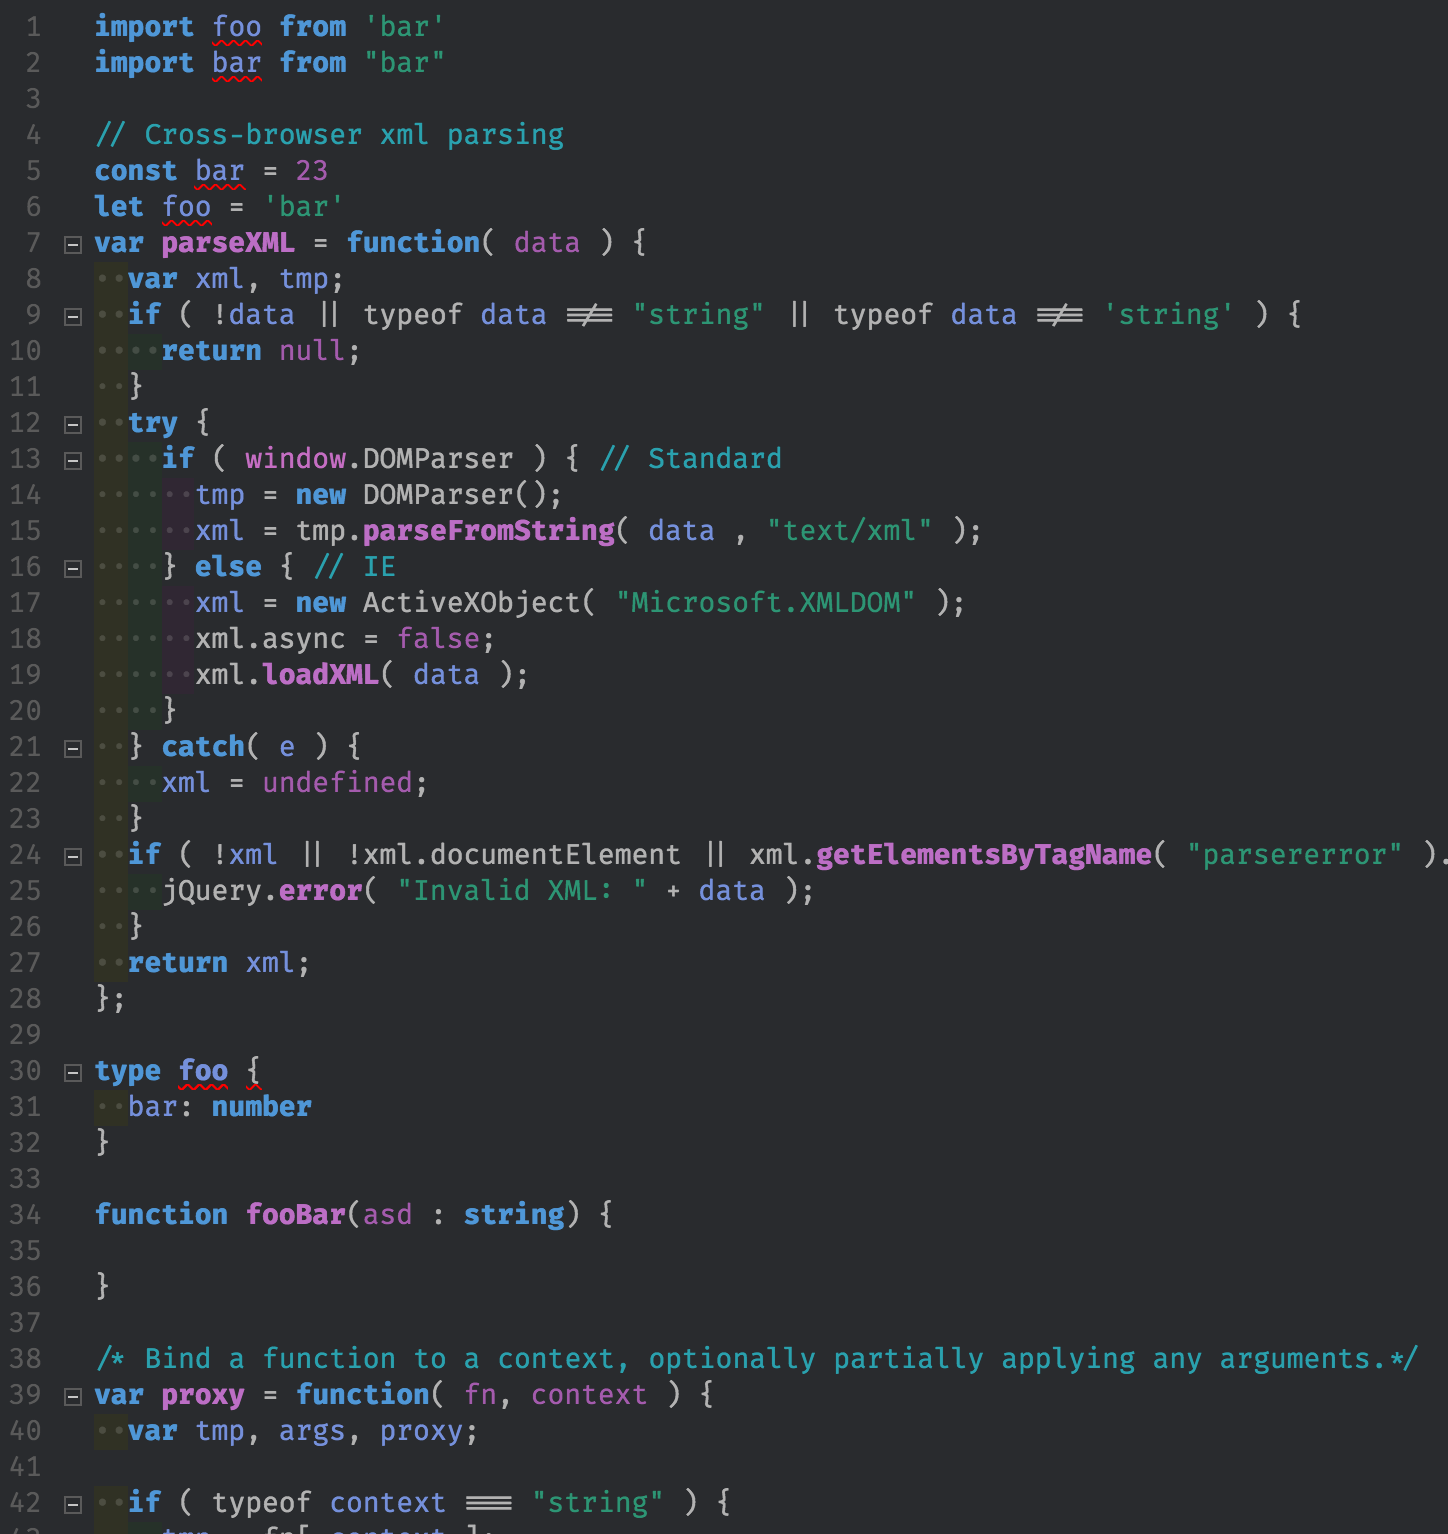 1 import foo from 'bar'
2 import bar from "bar"
3
4 // Cross-browser xml parsing
5 const bar = 23
6 let foo = 'bar'
7 var parseXML = function( data ) {
8 var xml, tmp;
9 if ( !data || typeof data !== "string" || typeof data !== 'string' ) {
10 return null;
11 }
12 try {
13 if ( window.DOMParser ) { // Standard
14 tmp = new DOMParser();
15 xml = tmp.parseFromString( data , "text/xml" );
16 } else { // IE
17 xml = new ActiveXObject( "Microsoft.XMLDOM" );
18 xml.async = false;
19 xml.loadXML( data );
20 }
21 } catch( e ) {
22 xml = undefined;
23 }
24 if ( !xml || !xml.documentElement || xml.getElementsByTagName( "parsererror" ).
25 jQuery.error( "Invalid XML: " + data );
26 }
27 return xml;
28 };
29
30 type foo {
31 bar: number
32 }
33
34 function fooBar(asd : string) {
35
36 }
37
38 /* Bind a function to a context, optionally partially applying any arguments.*/
39 var proxy = function( fn, context ) {
40 var tmp, args, proxy;
41
42 if ( typeof context === "string" ) {